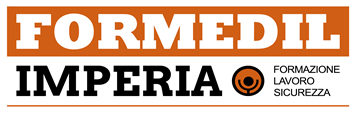 FORMEDIL
IMPERIA
FORMAZIONE
LAVORO
SICUREZZA